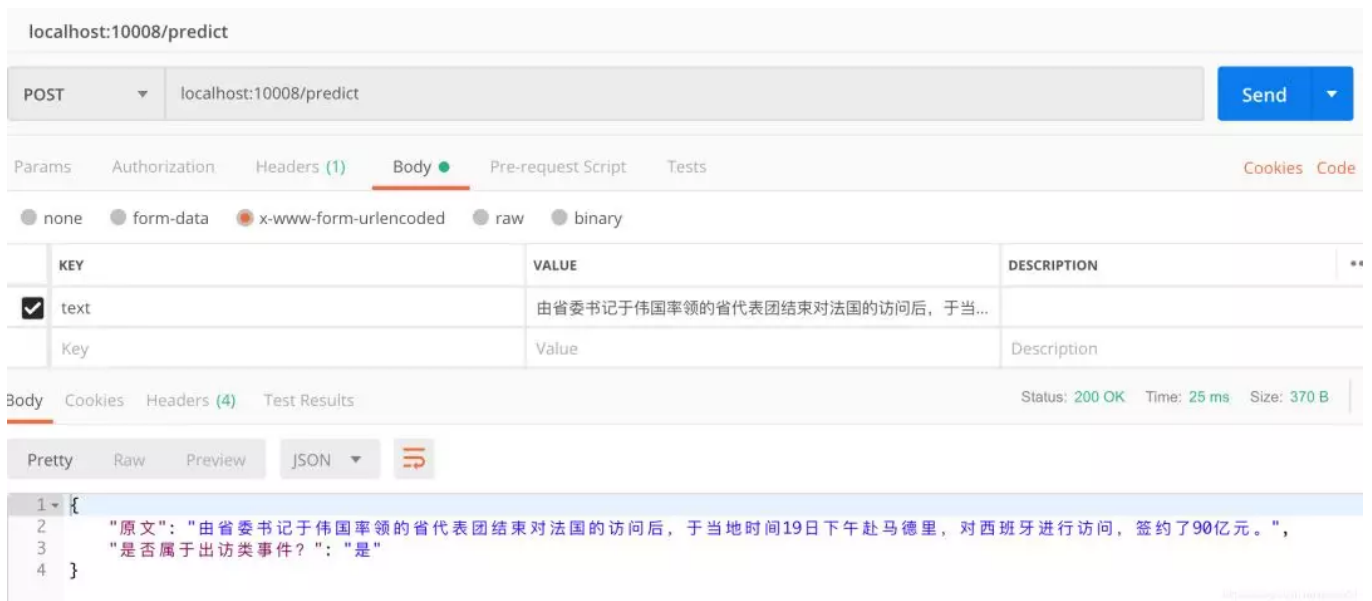 localhost:10008/predict
POST localhost:10008/predict Send
Params Authorization Headers (1) Body Pre-request Script Tests Cookies Code
none form-data x-www-form-urlencoded raw binary
KEY VALUE DESCRIPTION
text 由省委书记于伟国率领的省代表团结束对法国的访问后，于当...
Key Value Description
Body Cookies Headers (4) Test Results Status: 200 OK Time: 25 ms Size: 370 B
Pretty Raw Preview JSON
1 {
2 "原文": "由省委书记于伟国率领的省代表团结束对法国的访问后，于当地时间19日下午赴马德里，对西班牙进行访问，签约了90亿元。",
3 "是否属于出访类事件？": "是"
4 }